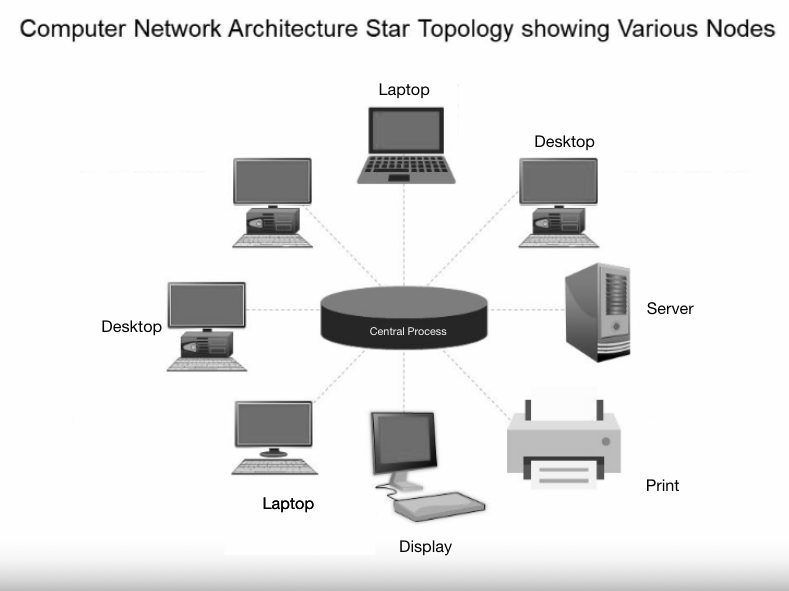 Computer Network Architecture Star Topology showing Various Nodes
Laptop
Desktop
Server
Central Process
Desktop
Print
Laptop
Display